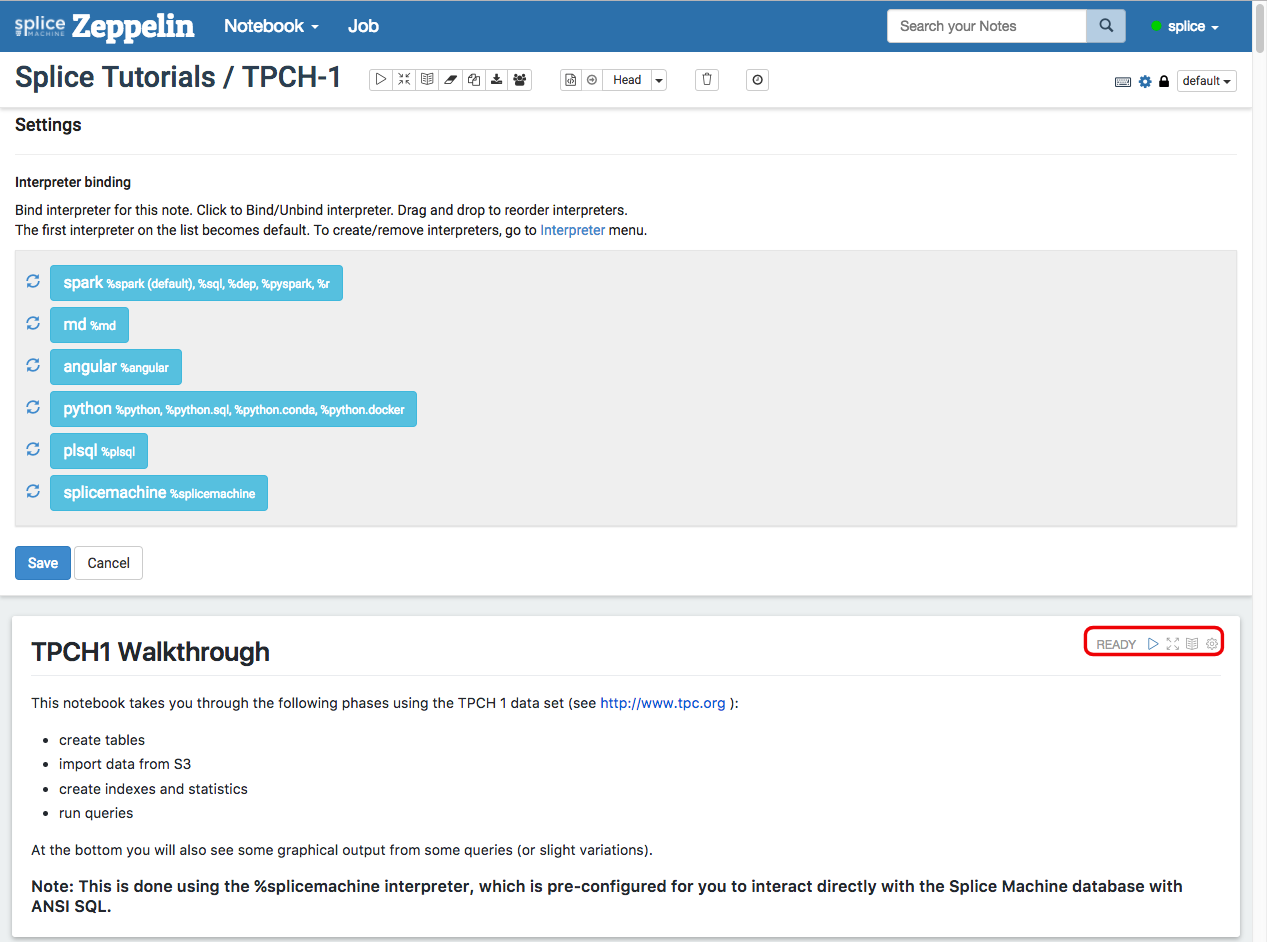 splice MACHINE Zeppelin Notebook Job Search your Notes splice
Splice Tutorials / TPCH-1 Head default
Settings
Interpreter binding
Bind interpreter for this note. Click to Bind/Unbind interpreter. Drag and drop to reorder interpreters.
The first interpreter on the list becomes default. To create/remove interpreters, go to Interpreter menu.
spark %spark (default), %sql, %dep, %pyspark, %r
md %md
angular %angular
python %python, %python.sql, %python.conda, %python.docker
plsql %plsql
splicemachine %splicemachine
Save Cancel
TPCH1 Walkthrough READY
This notebook takes you through the following phases using the TPCH 1 data set (see http://www.tpc.org ):
• create tables
• import data from S3
• create indexes and statistics
• run queries
At the bottom you will also see some graphical output from some queries (or slight variations).
Note: This is done using the %splicemachine interpreter, which is pre-configured for you to interact directly with the Splice Machine database with
ANSI SQL.